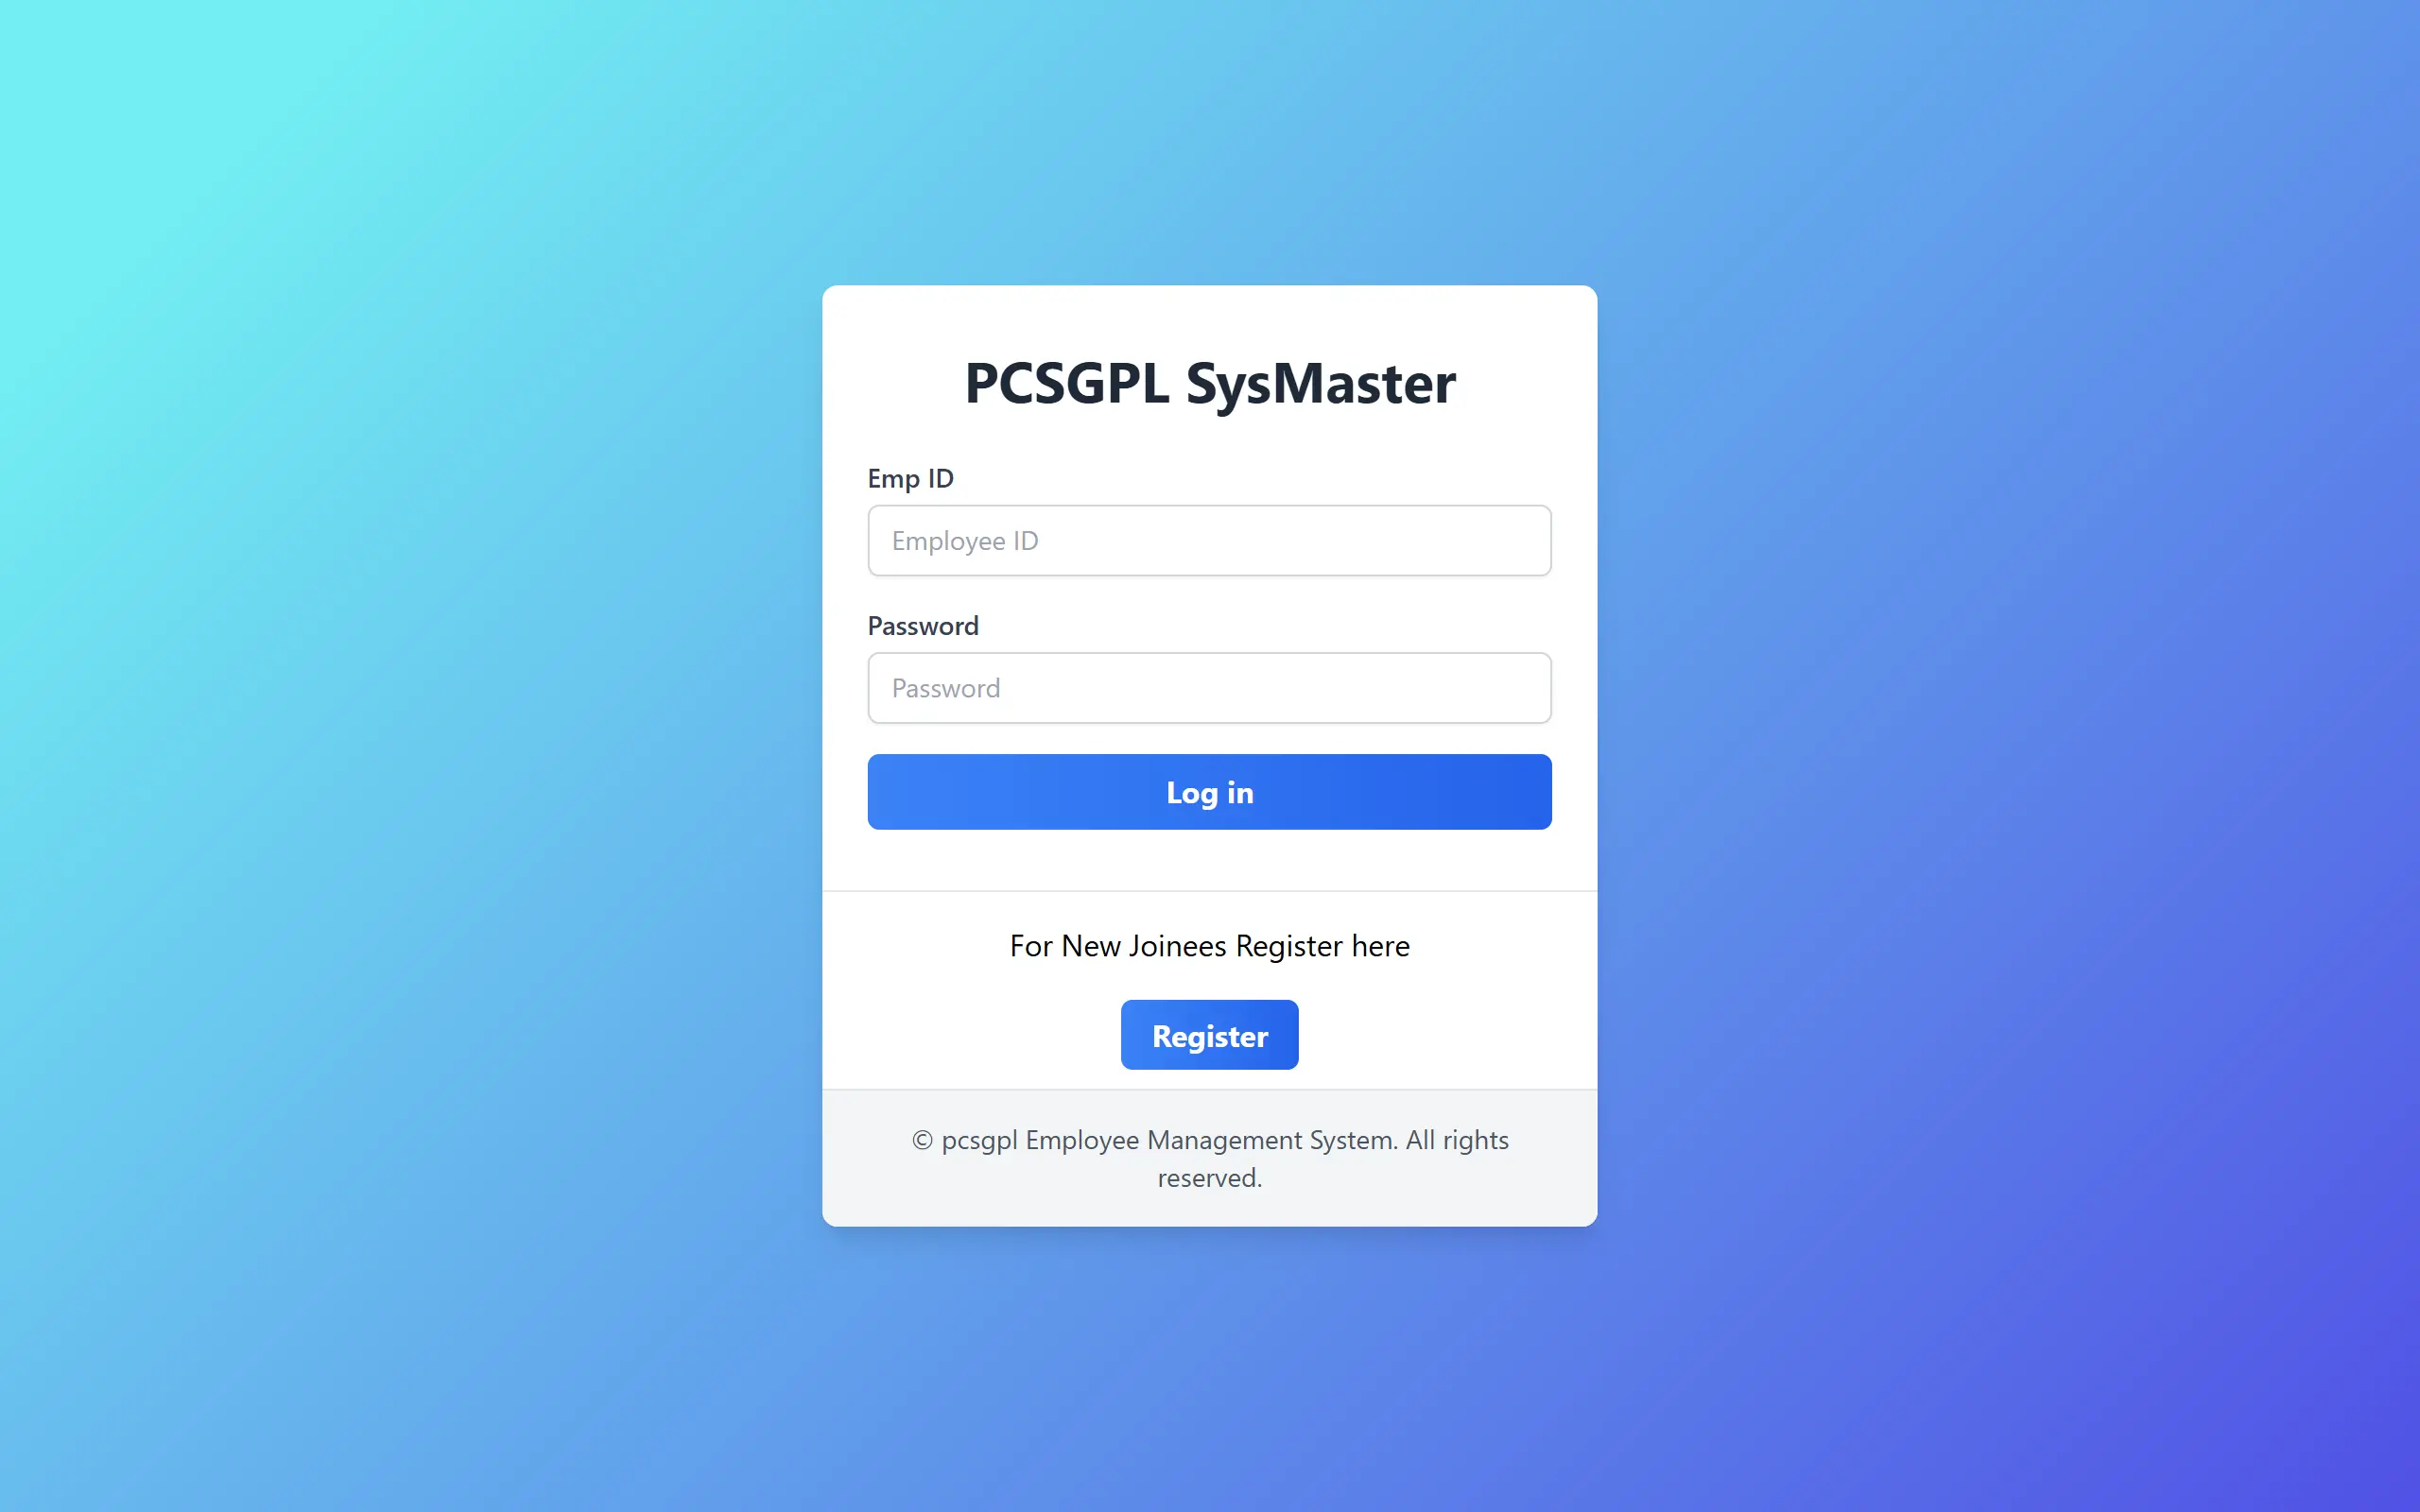 PCSGPL SysMaster
Emp ID
Employee ID
Password
Password
Log in
For New Joinees Register here
Register
© pcsgpl Employee Management System. All rights
reserved.